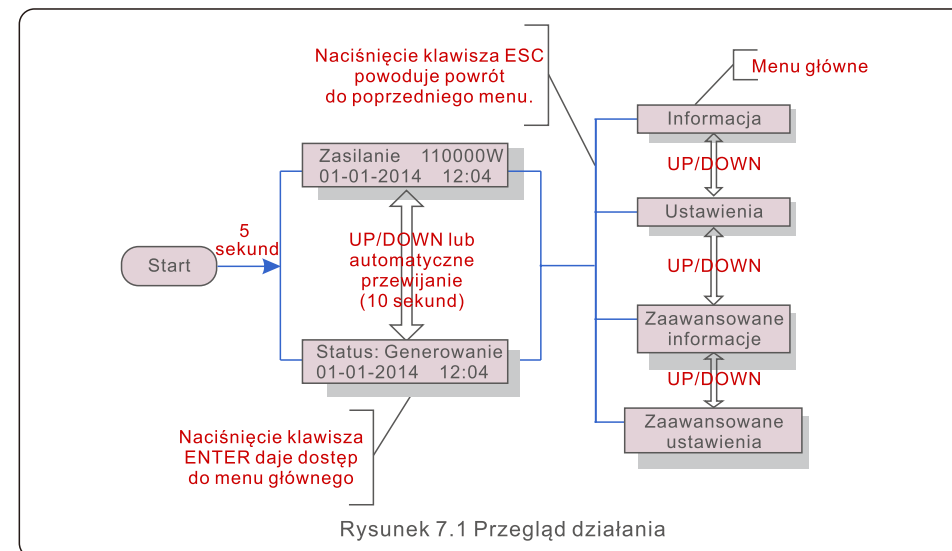 Naciśnięcie klawisza ESC
powoduje powrót
do poprzedniego menu.
Menu główne
Informacja
UP/DOWN
Ustawienia
UP/DOWN
Zaawansowane
informacje
UP/DOWN
Zaawansowane
ustawienia
Zasilanie 110000W
01-01-2014 12:04
5
sekund
Start
UP/DOWN lub
automatyczne
przewijanie
(10 sekund)
Status: Generowanie
01-01-2014 12:04
Naciśnięcie klawisza
ENTER daje dostęp
do menu głównego
Rysunek 7.1 Przegląd działania